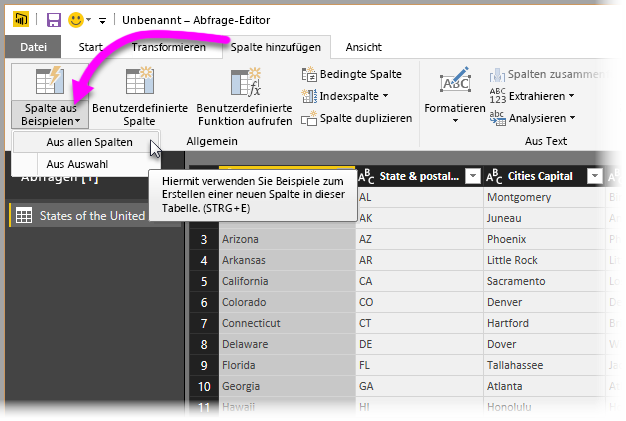 Unbenannt – Abfrage-Editor
Datei Start Transformieren Spalte hinzufügen Ansicht
Spalte aus Beispielen
Benutzerdefinierte Spalte
Benutzerdefinierte Funktion aufrufen
Bedingte Spalte
Indexspalte
Spalte duplizieren
Allgemein
Formatieren
Spalten zusammen
Extrahieren
Analysieren
Aus Text
Aus allen Spalten
Aus Auswahl
Hiermit verwenden Sie Beispiele zum
Erstellen einer neuen Spalte in dieser
Tabelle. (STRG+E)
Abfragen [1]
States of the United
State & postal... Cities Capital
AL Montgomery
AK Juneau
3 Arizona AZ Phoenix
4 Arkansas AR Little Rock
5 California CA Sacramento
6 Colorado CO Denver
7 Connecticut CT Hartford
8 Delaware DE Dover
9 Florida FL Tallahassee
10 Georgia GA Atlanta
11 Hawaii HI Honolulu